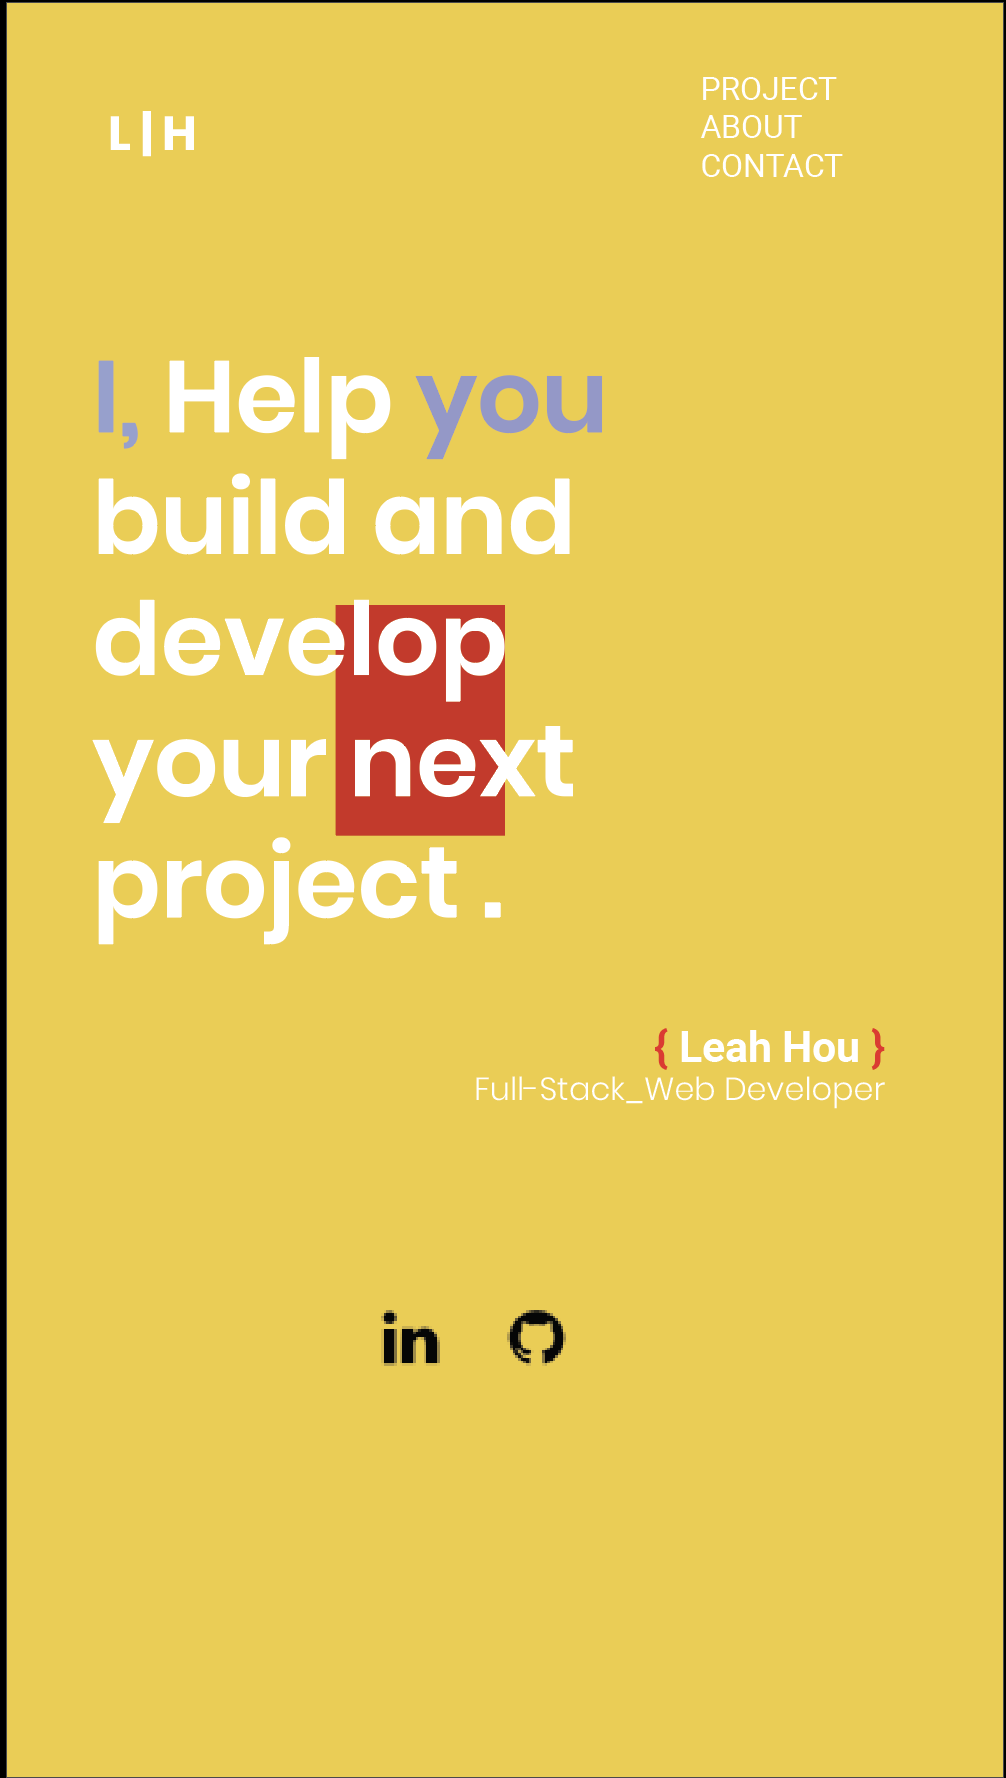 L|H
PROJECT
ABOUT
CONTACT
I, Help you
build and
develop
your next
project .
{ Leah Hou }
Full-Stack_Web Developer
in